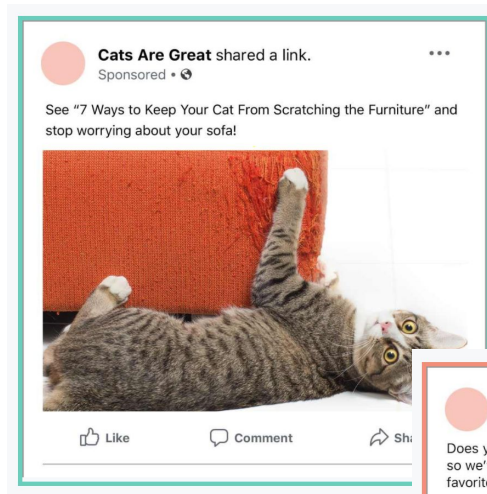 Cats Are Great shared a link.
Sponsored •
See “7 Ways to Keep Your Cat From Scratching the Furniture” and
stop worrying about your sofa!
Like Comment
Does
so we’